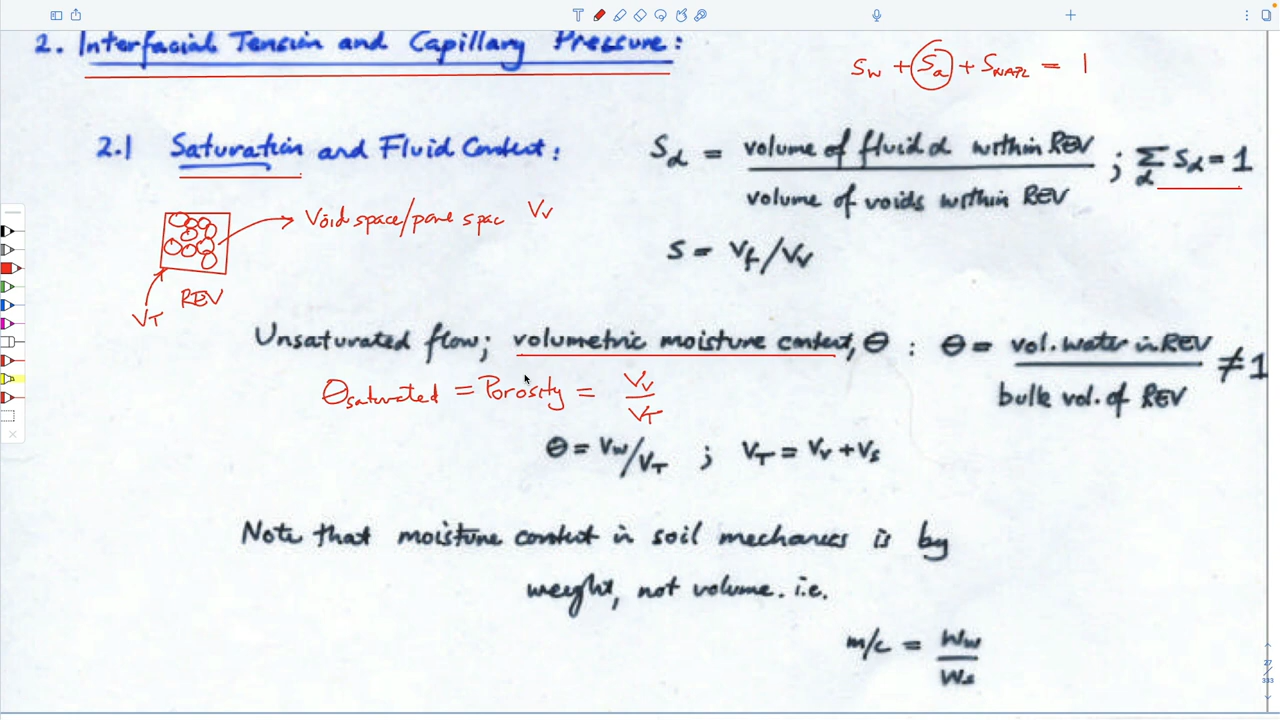 2. Interfacial Tension and Capillary Pressure:
Sw + Sa + SNAPL = 1
2.1 Saturation and Fluid Content:
Sα = volume of fluid α within REV / volume of voids within REV ; Σα Sα = 1
Void space/pore spac Vv
S = Vf/Vv
REV
VT
Unsaturated flow; volumetric moisture content, θ : θ = vol. water in REV / bulk vol. of REV ≠ 1
θsaturated = Porosity = Vv / VT
θ = Vw/VT ; VT = Vv + Vs
Note that moisture content in soil mechanics is by
weight, not volume. i.e.
m/c = Ww / Ws
27
333